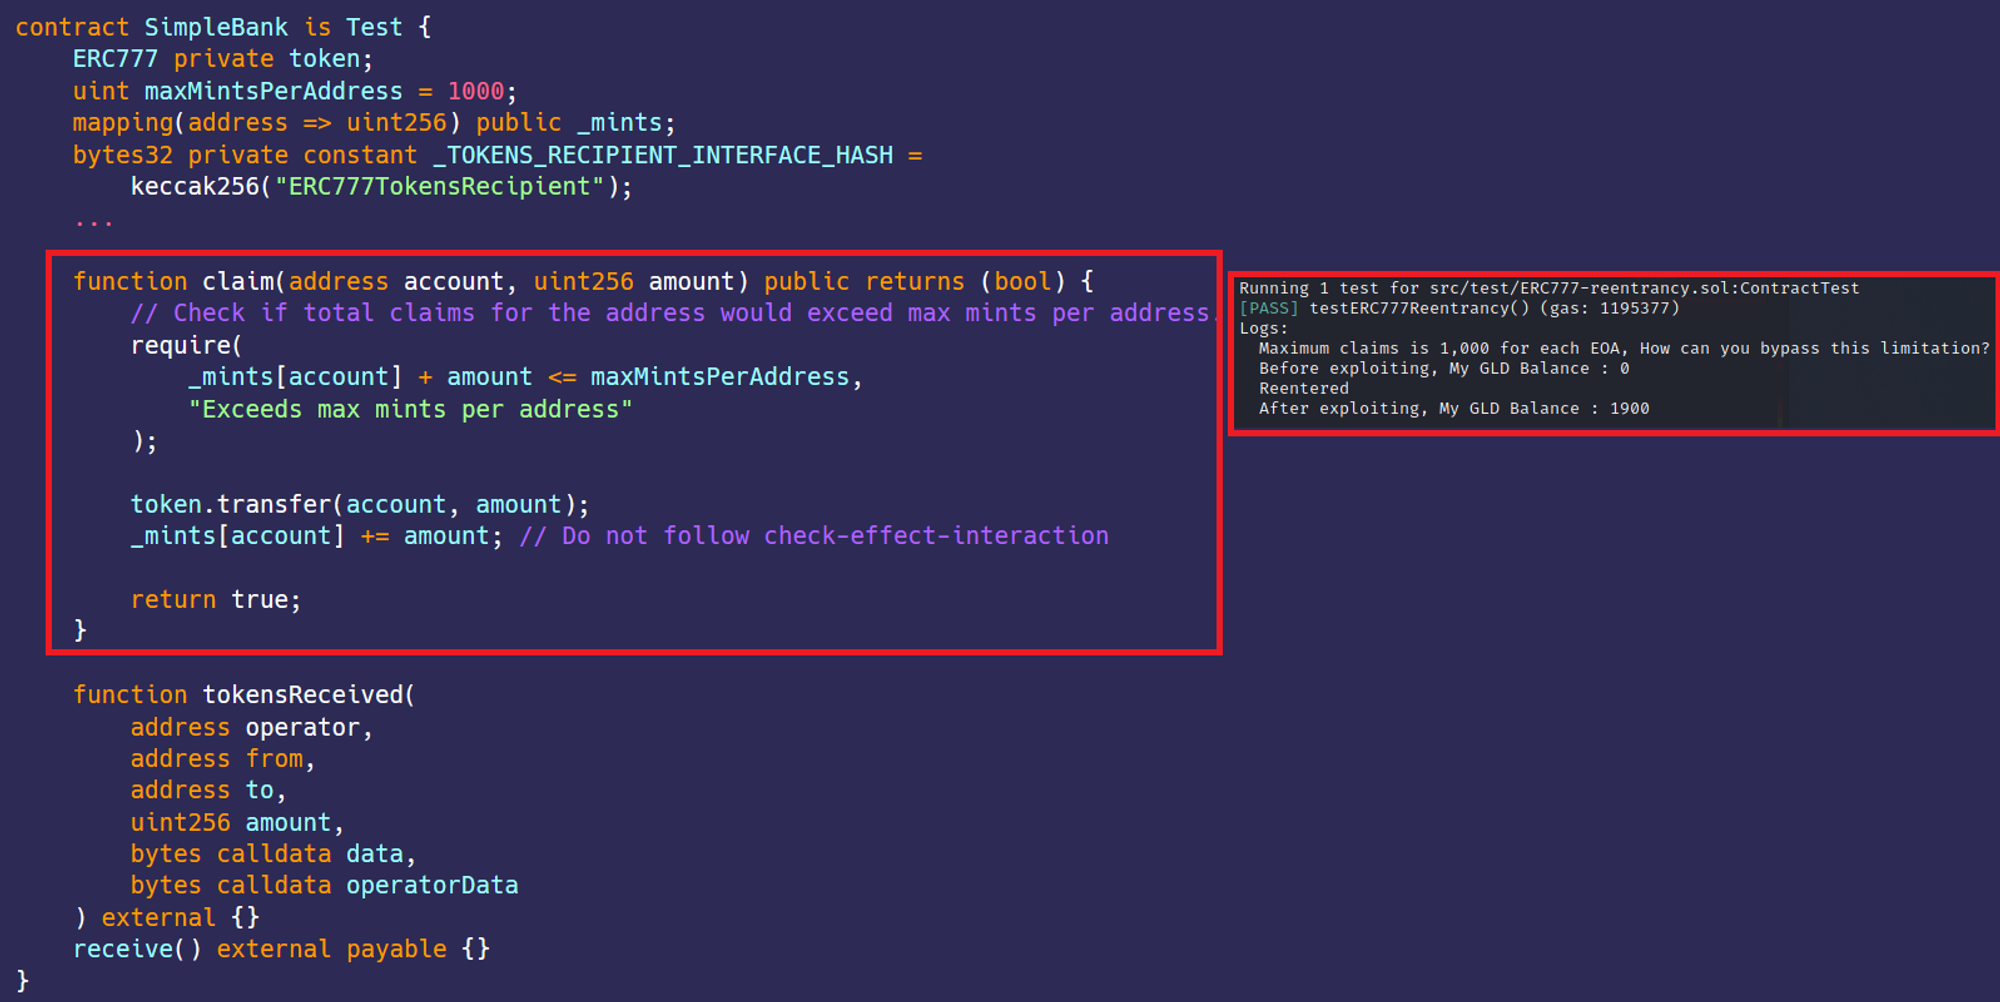 contract SimpleBank is Test {
ERC777 private token;
uint maxMintsPerAddress = 1000;
mapping(address => uint256) public _mints;
bytes32 private constant _TOKENS_RECIPIENT_INTERFACE_HASH =
keccak256("ERC777TokensRecipient");
...
function claim(address account, uint256 amount) public returns (bool) {
// Check if total claims for the address would exceed max mints per address.
require(
_mints[account] + amount <= maxMintsPerAddress,
"Exceeds max mints per address"
);
token.transfer(account, amount);
_mints[account] += amount; // Do not follow check-effect-interaction
return true;
}
function tokensReceived(
address operator,
address from,
address to,
uint256 amount,
bytes calldata data,
bytes calldata operatorData
) external {}
receive() external payable {}
}
Running 1 test for src/test/ERC777-reentrancy.sol:ContractTest
[PASS] testERC777Reentrancy() (gas: 1195377)
Logs:
Maximum claims is 1,000 for each EOA, How can you bypass this limitation?
Before exploiting, My GLD Balance : 0
Reentered
After exploiting, My GLD Balance : 1900